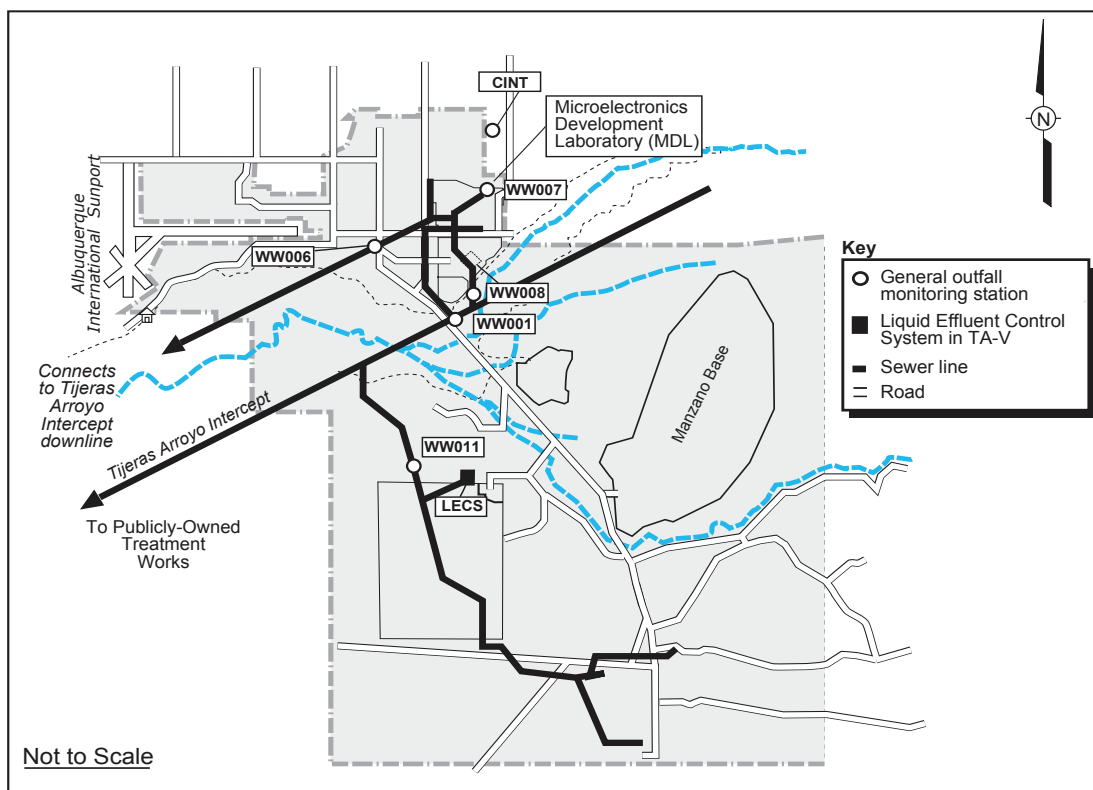 CINT
Microelectronics
Development
Laboratory (MDL)
N
WW007
Albuquerque
International Sunport
WW006
WW008
WW001
Key
General outfall
monitoring station
Liquid Effluent Control
System in TA-V
Sewer line
Road
Connects to Tijeras
Arroyo
Intercept
downline
Tijeras Arroyo Intercept
Manzano Base
WW011
LECS
To Publicly-Owned
Treatment
Works
Not to Scale